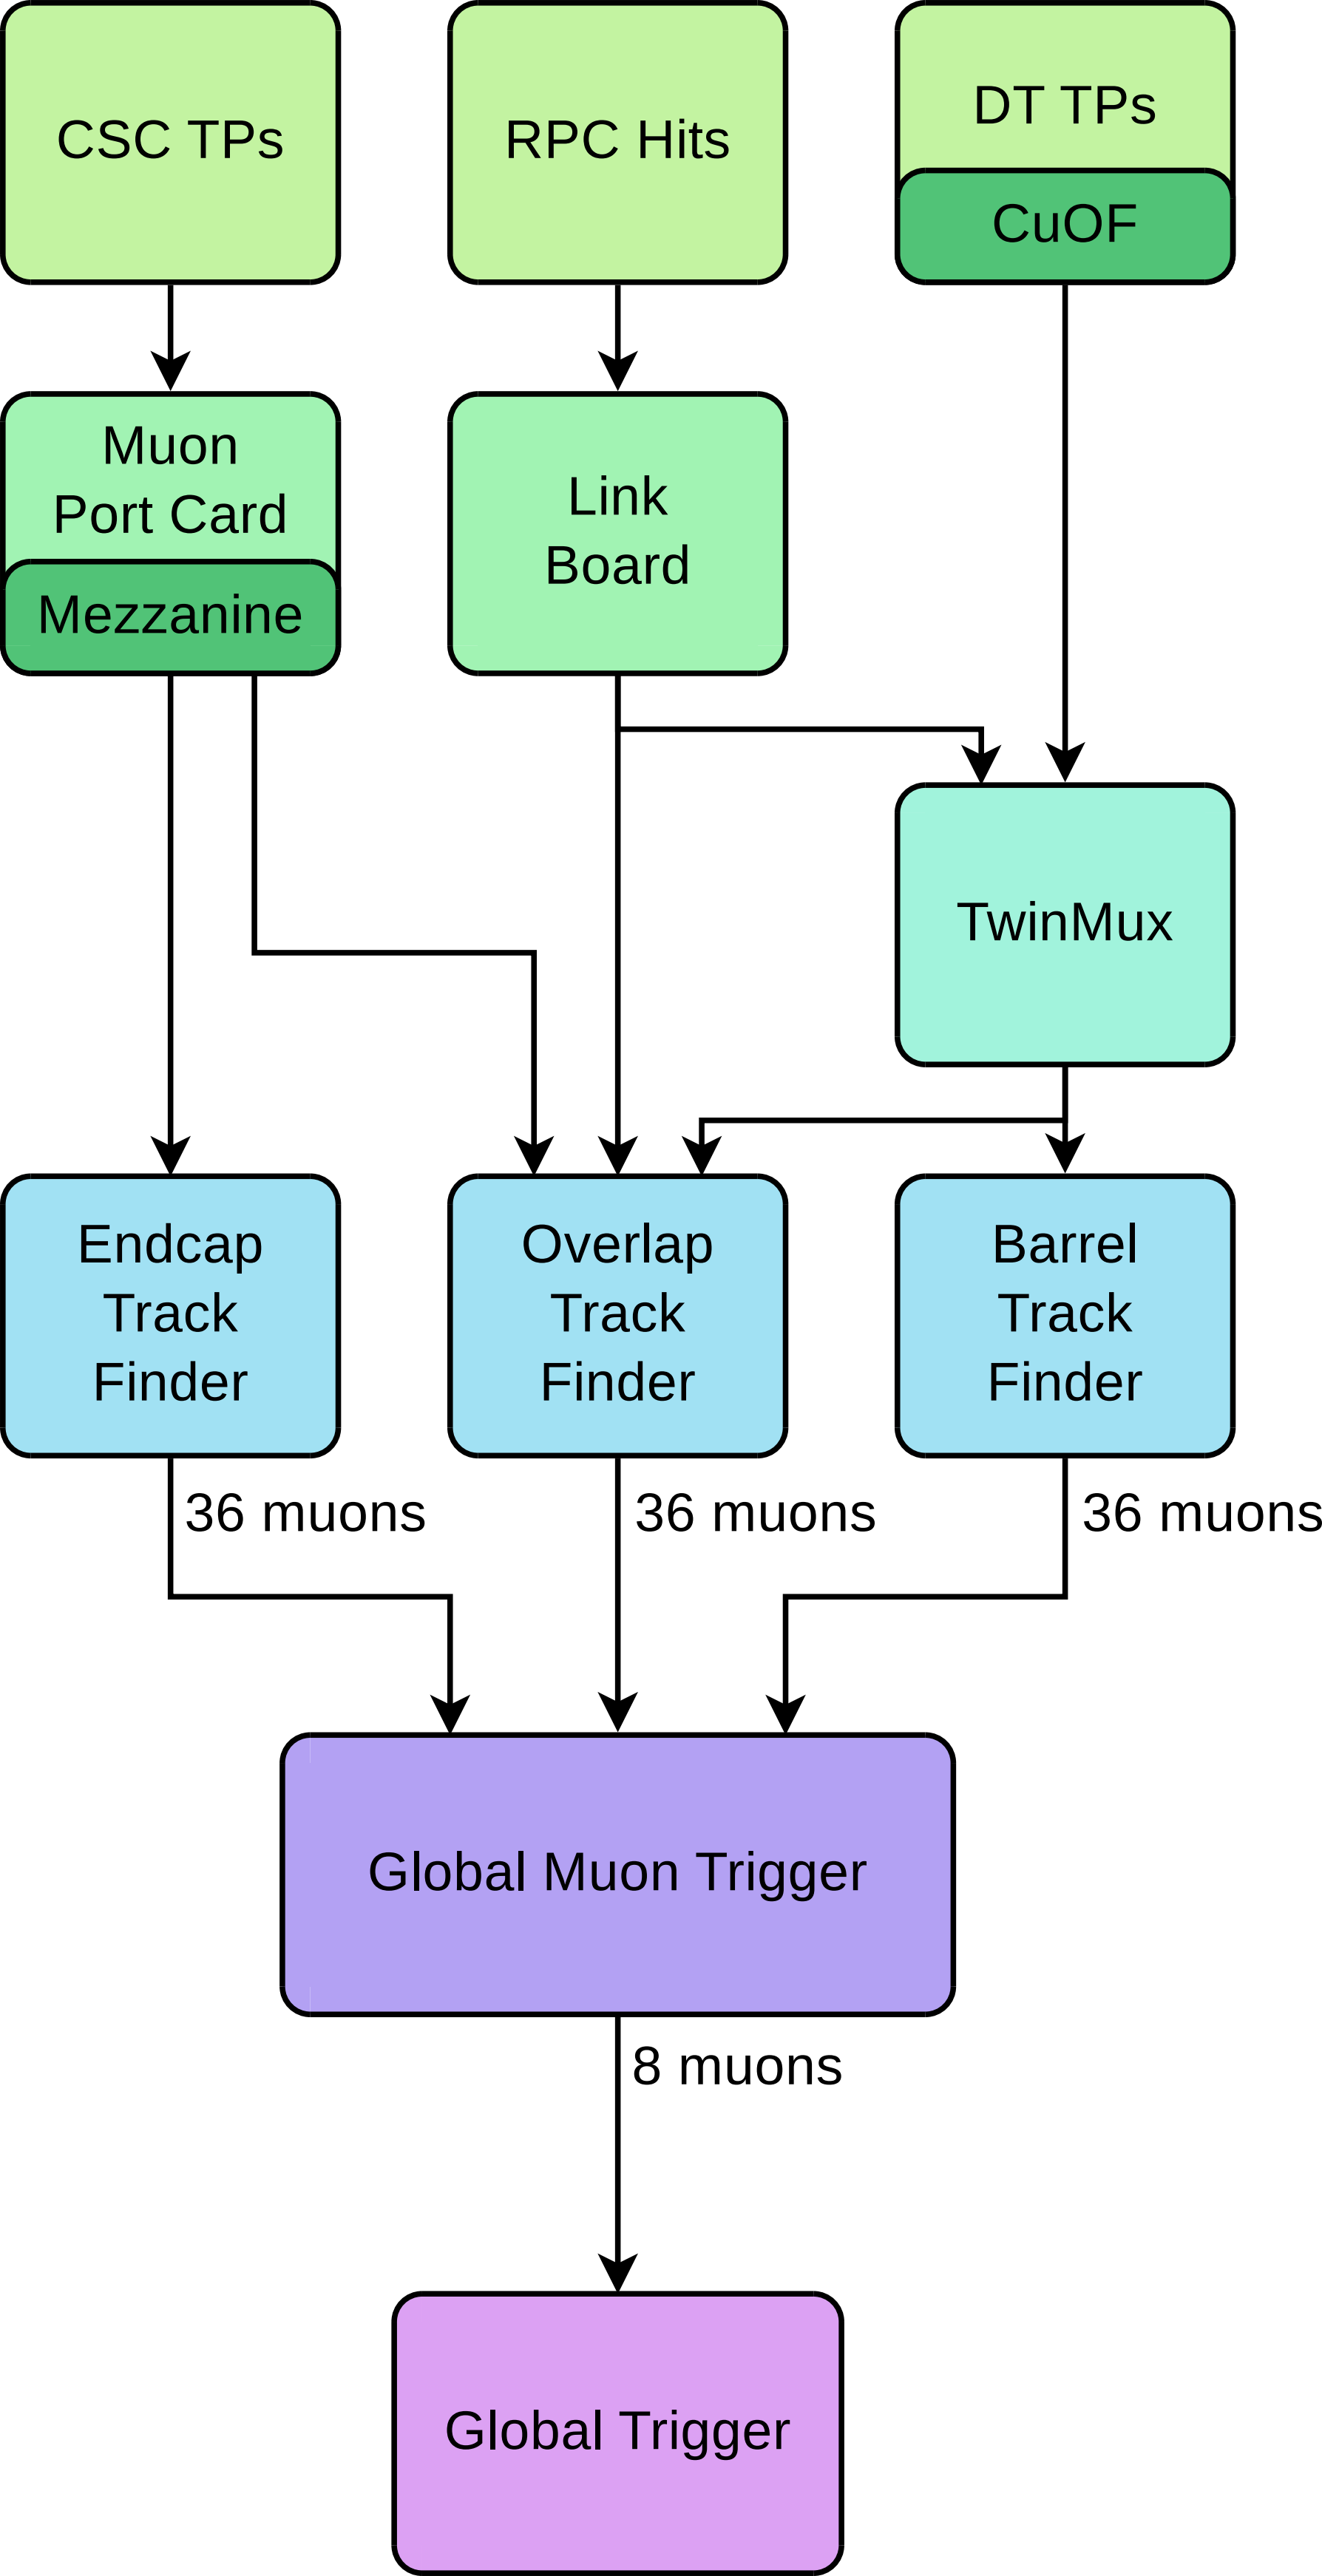 CSC TPs
RPC Hits
DT TPs
CuOF
Muon
Port Card
Mezzanine
Link
Board
TwinMux
Endcap
Track
Finder
Overlap
Track
Finder
Barrel
Track
Finder
36 muons
36 muons
36 muons
Global Muon Trigger
8 muons
Global Trigger